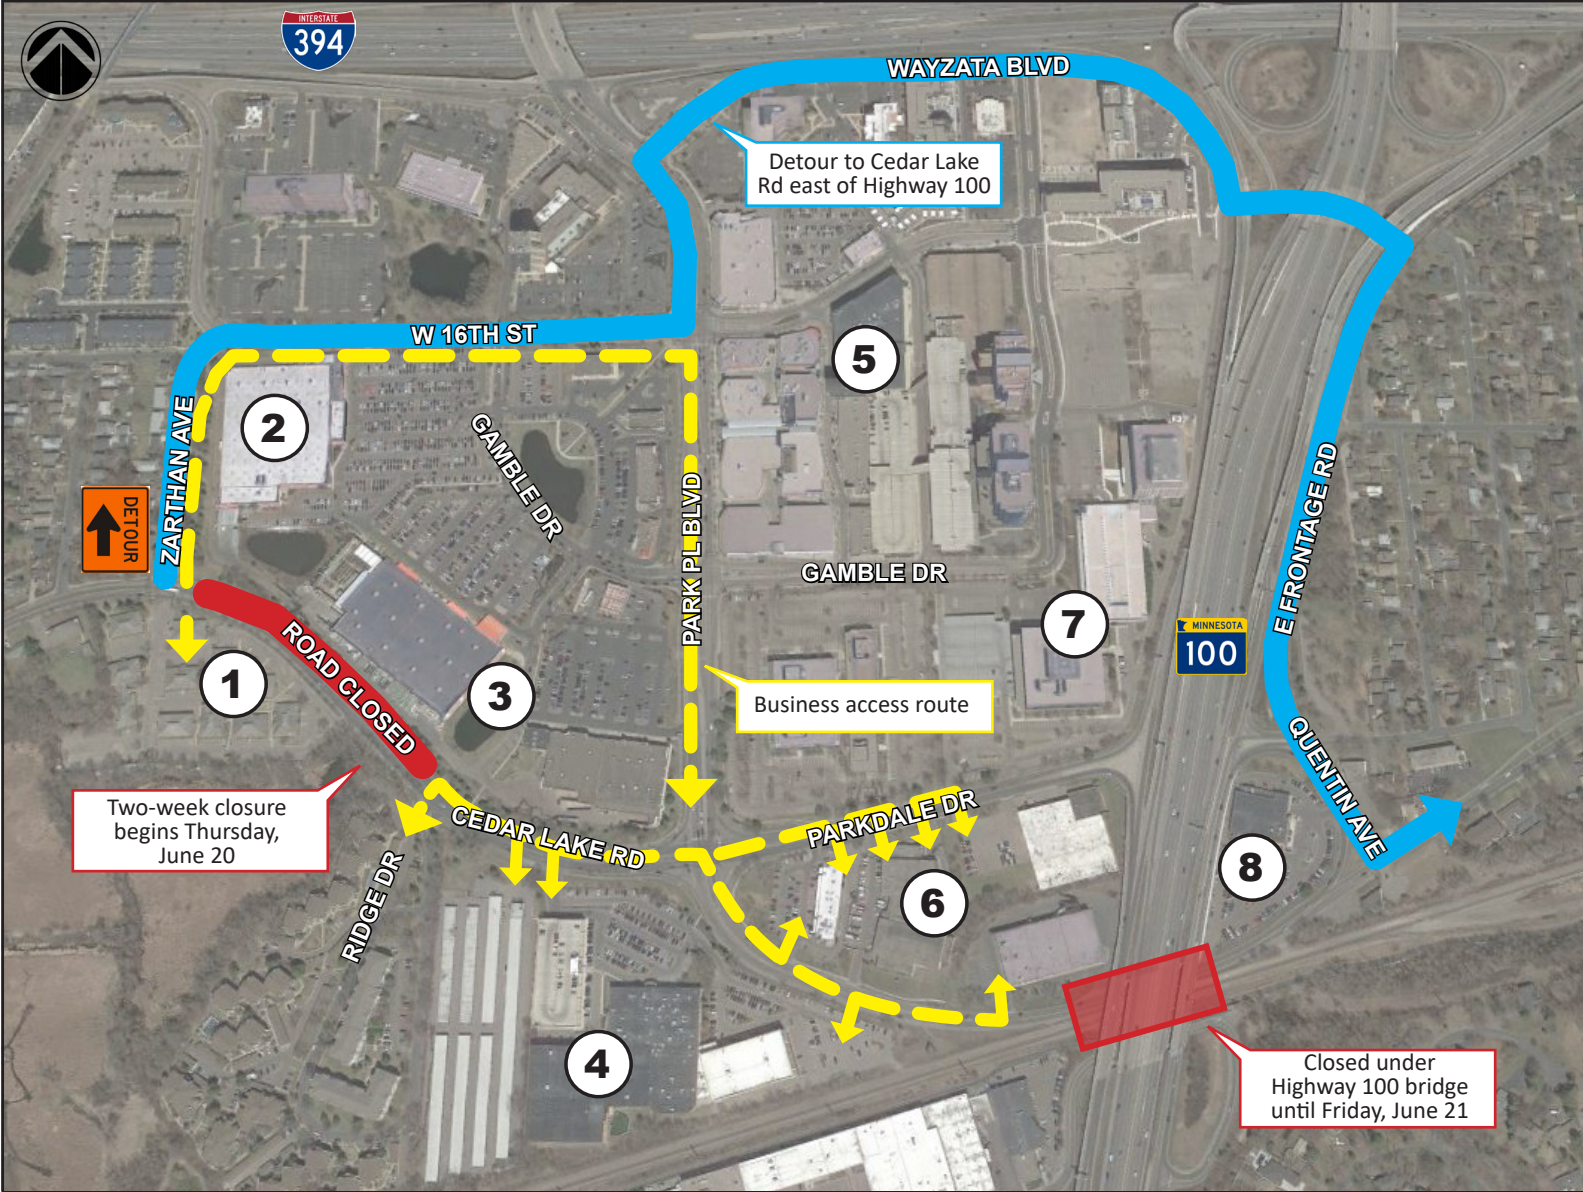 INTERSTATE
394
WAYZATA BLVD
Detour to Cedar Lake
Rd east of Highway 100
W 16TH ST
5
2
GAMBLE DR
ZARTHAN AVE
DETOUR
PARK PL BLVD
E FRONTAGE RD
GAMBLE DR
7
MINNESOTA
100
ROAD CLOSED
1
3
Business access route
QUENTIN AVE
Two-week closure
begins Thursday,
June 20
CEDAR LAKE RD
PARKDALE DR
RIDGE DR
8
6
4
Closed under
Highway 100 bridge
until Friday, June 21